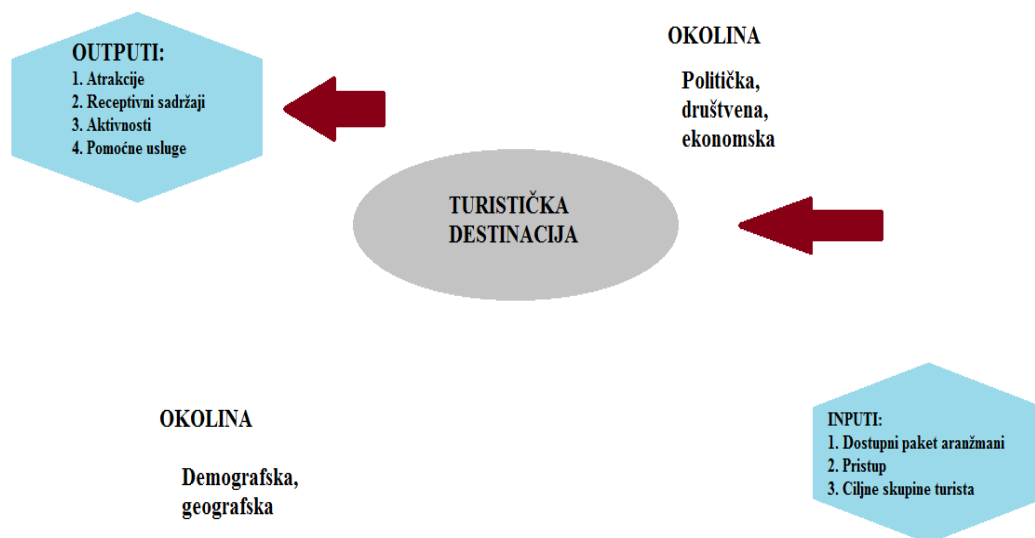 OUTPUTI:
1. Atrakcije
2. Receptivni sadržaji
3. Aktivnosti
4. Pomoćne usluge
OKOLINA
Politička,
društvena,
ekonomska
TURISTIČKA
DESTINACIJA
OKOLINA
Demografska,
geografska
INPUTI:
1. Dostupni paket aranžmani
2. Pristup
3. Ciljne skupine turista